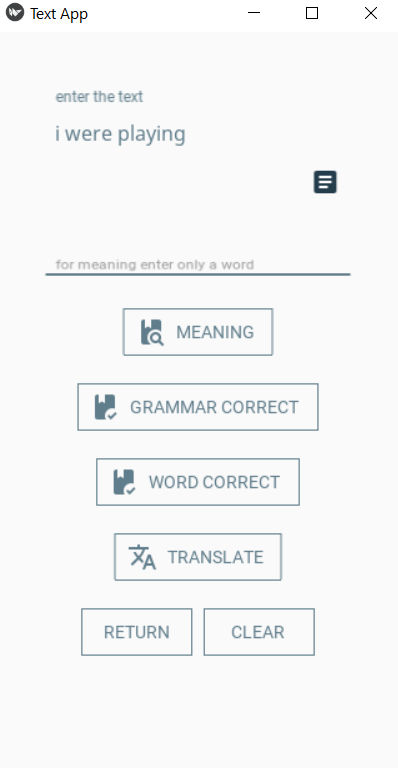 Text App
enter the text
i were playing
for meaning enter only a word
MEANING
GRAMMAR CORRECT
WORD CORRECT
TRANSLATE
RETURN CLEAR